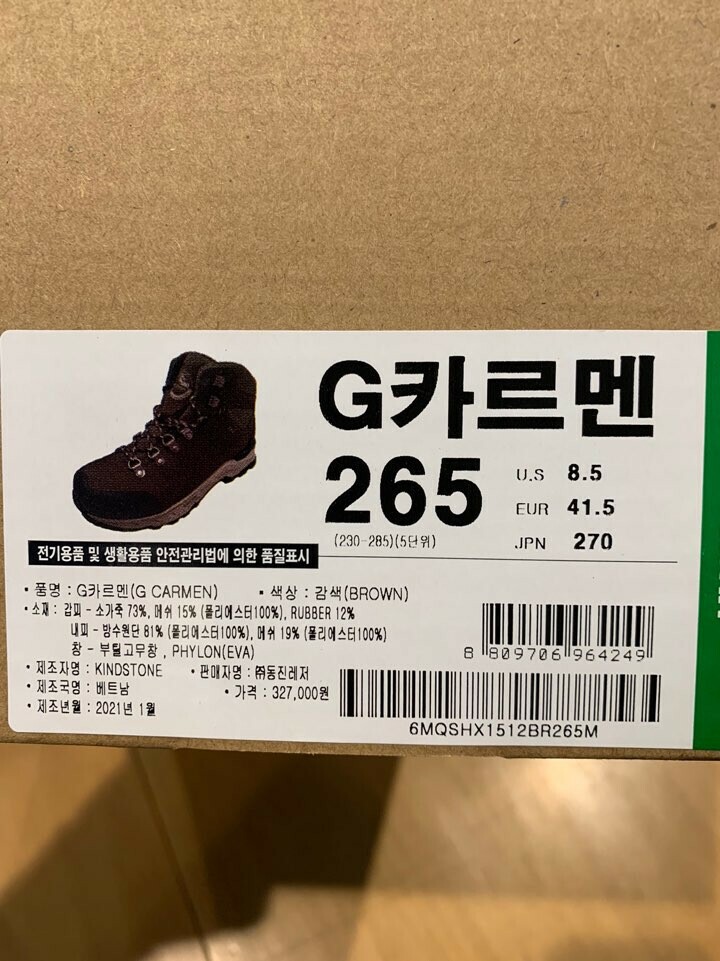 G카르멘
265
U.S 8.5
EUR 41.5
JPN 270
(230-285)(5단위)
전기용품 및 생활용품 안전관리법에 의한 품질표시
• 품명 : G카르멘(G CARMEN) • 색상 : 감색(BROWN)
• 소재 : 겉피 - 소가죽 73%, 메쉬 15% (폴리에스터100%), RUBBER 12%
내피 - 방수원단 81% (폴리에스터100%), 메쉬 19% (폴리에스터100%)
창 - 부틸고무창 , PHYLON(EVA)
• 제조자명 : KINDSTONE • 판매자명 : ㈜동진레저
• 제조국명 : 베트남 • 가격 : 327,000원
• 제조년월 : 2021년 1월
8 809706 964249
6MQSHX1512BR265M